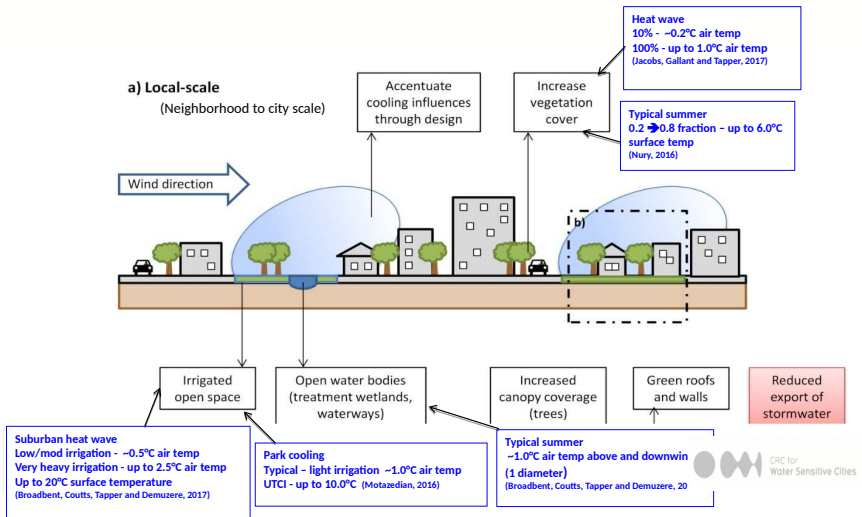 Heat wave
10% - ~0.2°C air temp
100% - up to 1.0°C air temp
(Jacobs, Gallant and Tapper, 2017)
a) Local-scale
(Neighborhood to city scale)
Accentuate
cooling influences
through design
Increase
vegetation
cover
Typical summer
0.2 ➔0.8 fraction – up to 6.0°C
surface temp
(Nury, 2016)
Wind direction
b)
Irrigated
open space
Open water bodies
(treatment wetlands,
waterways)
Increased
canopy coverage
(trees)
Green roofs
and walls
Reduced
export of
stormwater
Suburban heat wave
Low/mod irrigation - ~0.5°C air temp
Very heavy irrigation - up to 2.5°C air temp
Up to 20°C surface temperature
(Broadbent, Coutts, Tapper and Demuzere, 2017)
Park cooling
Typical – light irrigation ~1.0°C air temp
UTCI - up to 10.0°C (Motazedian, 2016)
Typical summer
~1.0°C air temp above and downwin
(1 diameter)
(Broadbent, Coutts, Tapper and Demuzere, 20
CRC for
Water Sensitive Cities